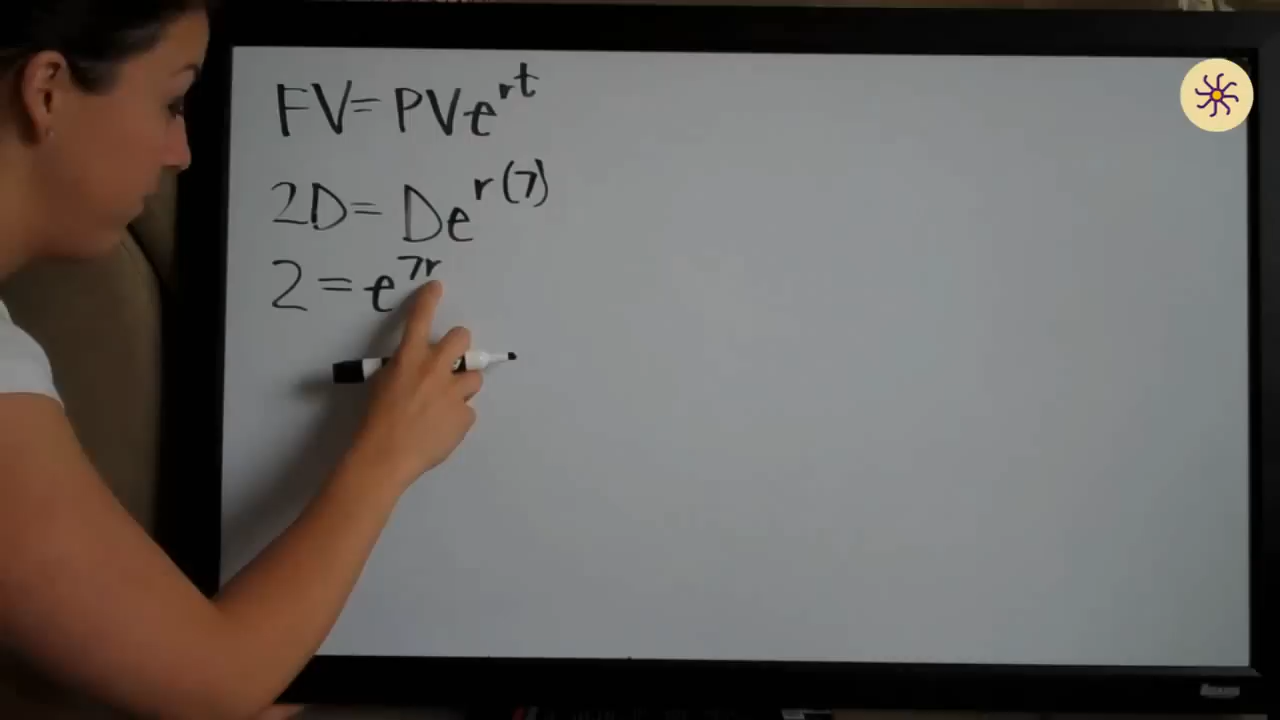 FV= PVe^rt
2D= De^r(7)
2 = e^7r